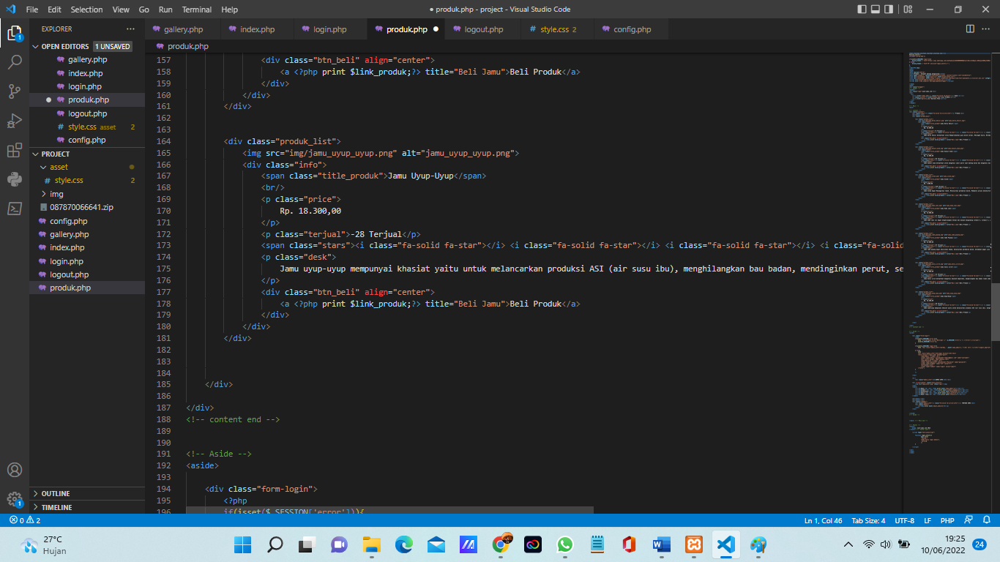 File Edit Selection View Go Run Terminal Help
● produk.php - project - Visual Studio Code
EXPLORER
OPEN EDITORS 1 UNSAVED
gallery.php
index.php
login.php
produk.php
logout.php
style.css asset 2
config.php
PROJECT
asset
style.css 2
img
087870066641.zip
config.php
gallery.php
index.php
login.php
logout.php
produk.php
OUTLINE
TIMELINE
1
1
gallery.php index.php login.php produk.php logout.php style.css 2 config.php
produk.php
157 <div class="btn_beli" align="center">
158 <a <?php print $link_produk;?> title="Beli Jamu">Beli Produk</a>
159 </div>
160 </div>
161 </div>
162
163
164 <div class="produk_list">
165 <img src="img/jamu_uyup_uyup.png" alt="jamu_uyup_uyup.png">
166 <div class="info">
167 <span class="title_produk">Jamu Uyup-Uyup</span>
168 <br/>
169 <p class="price">
170 Rp. 18.300,00
171 </p>
172 <p class="terjual">-28 Terjual</p>
173 <span class="stars"><i class="fa-solid fa-star"></i> <i class="fa-solid fa-star"></i> <i class="fa-solid fa-star"></i> <i class="fa-solid
174 <p class="desk">
175 Jamu uyup-uyup mempunyai khasiat yaitu untuk melancarkan produksi ASI (air susu ibu), menghilangkan bau badan, mendinginkan perut, se
176 </p>
177 <div class="btn_beli" align="center">
178 <a <?php print $link_produk;?> title="Beli Jamu">Beli Produk</a>
179 </div>
180 </div>
181 </div>
182
183
184
185 </div>
186
187 </div>
188 <!-- content end -->
189
190
191 <!-- Aside -->
192 <aside>
193
194 <div class="form-login">
195 <?php
196 if(isset($_SESSION['error'])){
0 2
Ln 1, Col 46 Tab Size: 4 UTF-8 LF PHP
27°C
Hujan
19:25
10/06/2022
24